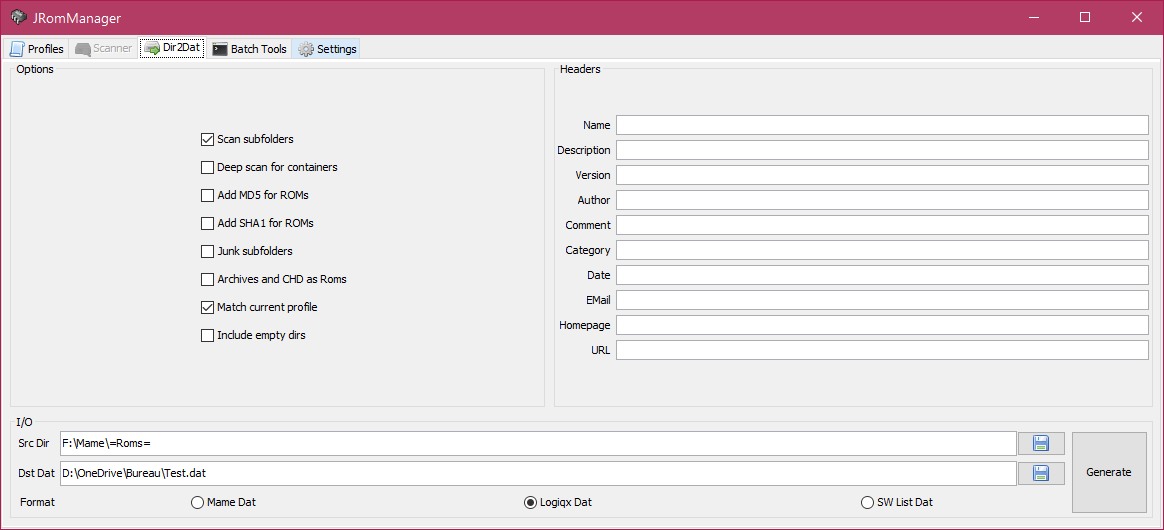 JRomManager
Profiles Scanner Dir2Dat Batch Tools Settings
Options
Scan subfolders
Deep scan for containers
Add MD5 for ROMs
Add SHA1 for ROMs
Junk subfolders
Archives and CHD as Roms
Match current profile
Include empty dirs
Headers
Name
Description
Version
Author
Comment
Category
Date
EMail
Homepage
URL
I/O
Src Dir F:\Mame\=Roms=
Dst Dat D:\OneDrive\Bureau\Test.dat
Generate
Format Mame Dat Logiqx Dat SW List Dat